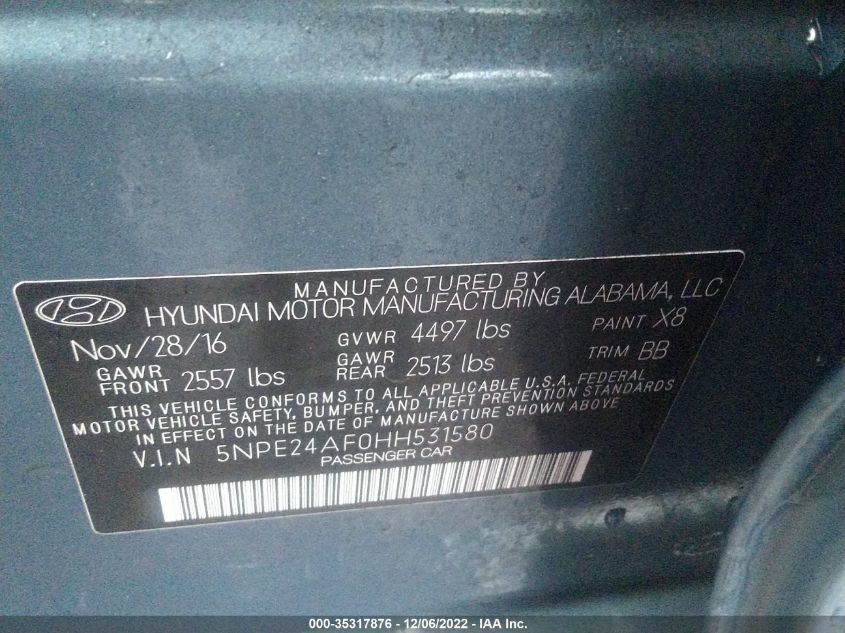 MANUFACTURED BY
HYUNDAI MOTOR MANUFACTURING ALABAMA, LLC
Nov/28/16 GVWR 4497 lbs PAINT X8
GAWR FRONT 2557 lbs GAWR REAR 2513 lbs TRIM BB
THIS VEHICLE CONFORMS TO ALL APPLICABLE U.S.A. FEDERAL
MOTOR VEHICLE SAFETY, BUMPER, AND THEFT PREVENTION STANDARDS
IN EFFECT ON THE DATE OF MANUFACTURE SHOWN ABOVE
V.I.N 5NPE24AF0HH531580
PASSENGER CAR
000-35317876 - 12/06/2022 - IAA Inc.